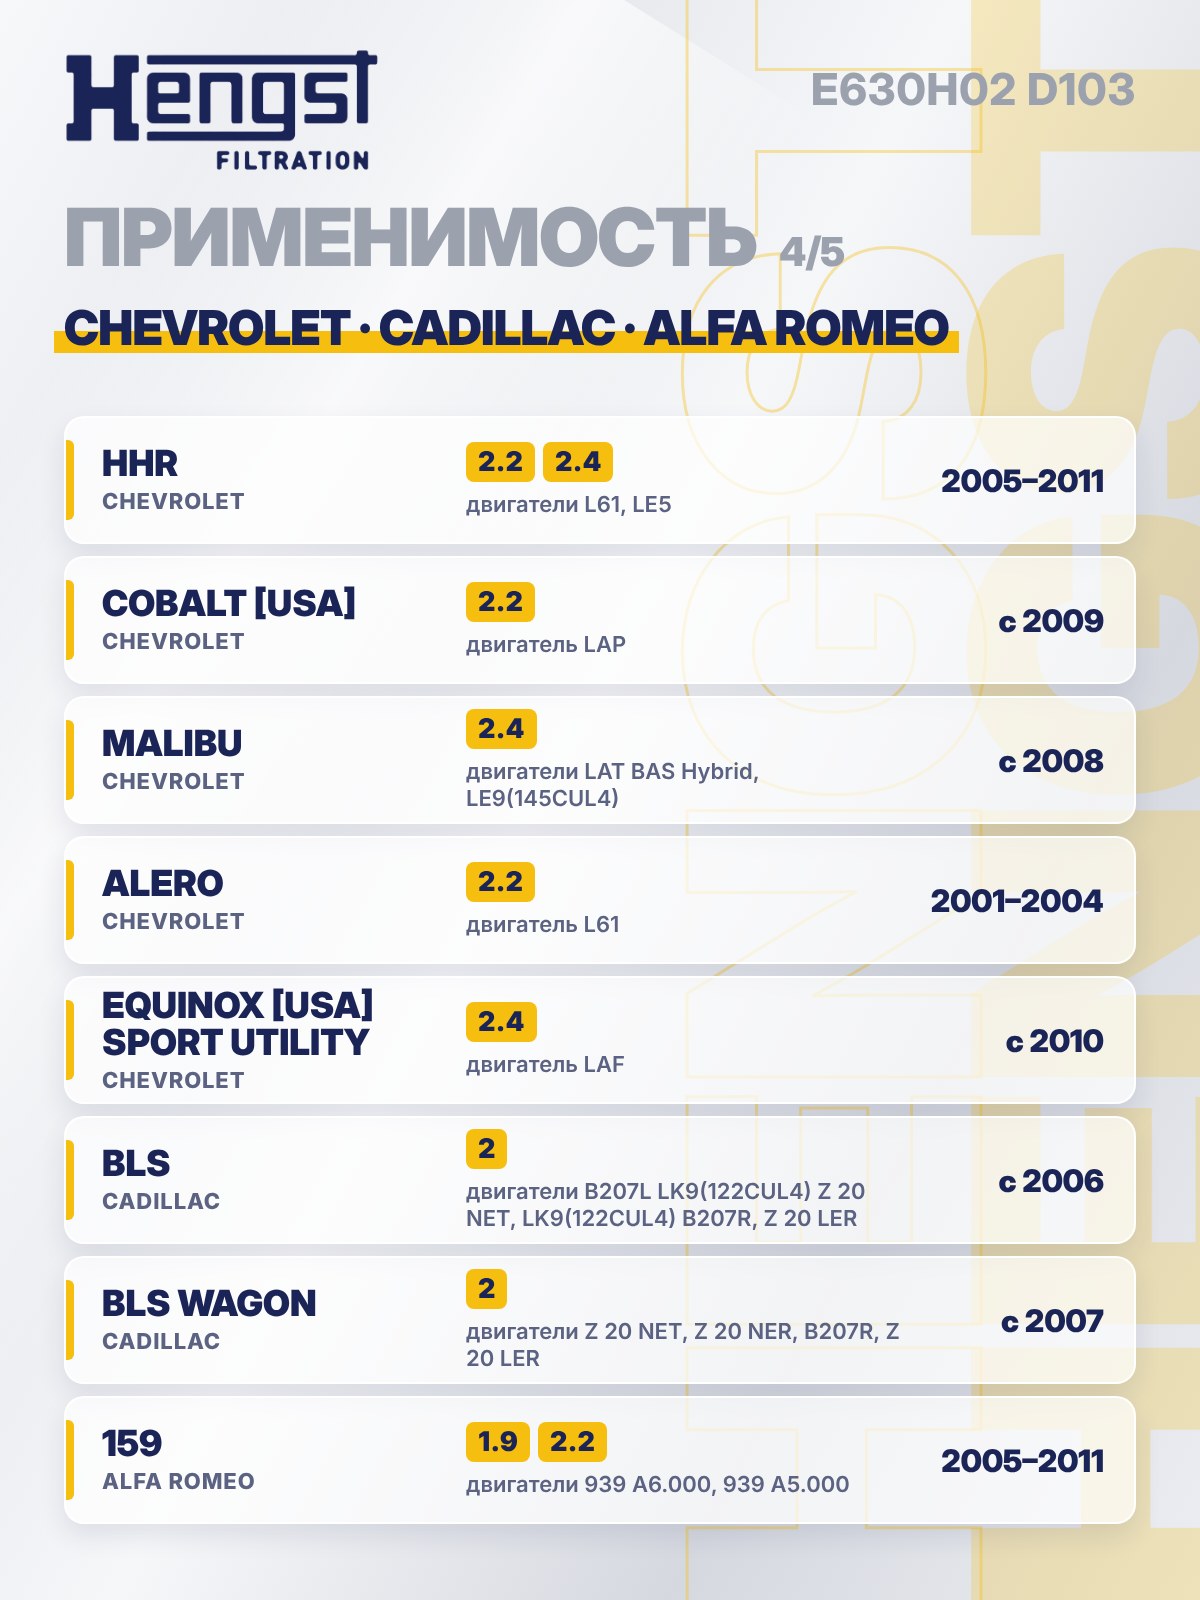 Hengst
FILTRATION
E630H02 D103
ПРИМЕНИМОСТЬ 4/5
CHEVROLET · CADILLAC · ALFA ROMEO
HHR
CHEVROLET
2.2 2.4
двигатели L61, LE5
2005–2011
COBALT [USA]
CHEVROLET
2.2
двигатель LAP
с 2009
MALIBU
CHEVROLET
2.4
двигатели LAT BAS Hybrid,
LE9(145CUL4)
с 2008
ALERO
CHEVROLET
2.2
двигатель L61
2001–2004
EQUINOX [USA]
SPORT UTILITY
CHEVROLET
2.4
двигатель LAF
с 2010
BLS
CADILLAC
2
двигатели B207L LK9(122CUL4) Z 20
NET, LK9(122CUL4) B207R, Z 20 LER
с 2006
BLS WAGON
CADILLAC
2
двигатели Z 20 NET, Z 20 NER, B207R, Z
20 LER
с 2007
159
ALFA ROMEO
1.9 2.2
двигатели 939 A6.000, 939 A5.000
2005–2011
HENGST
HENGST